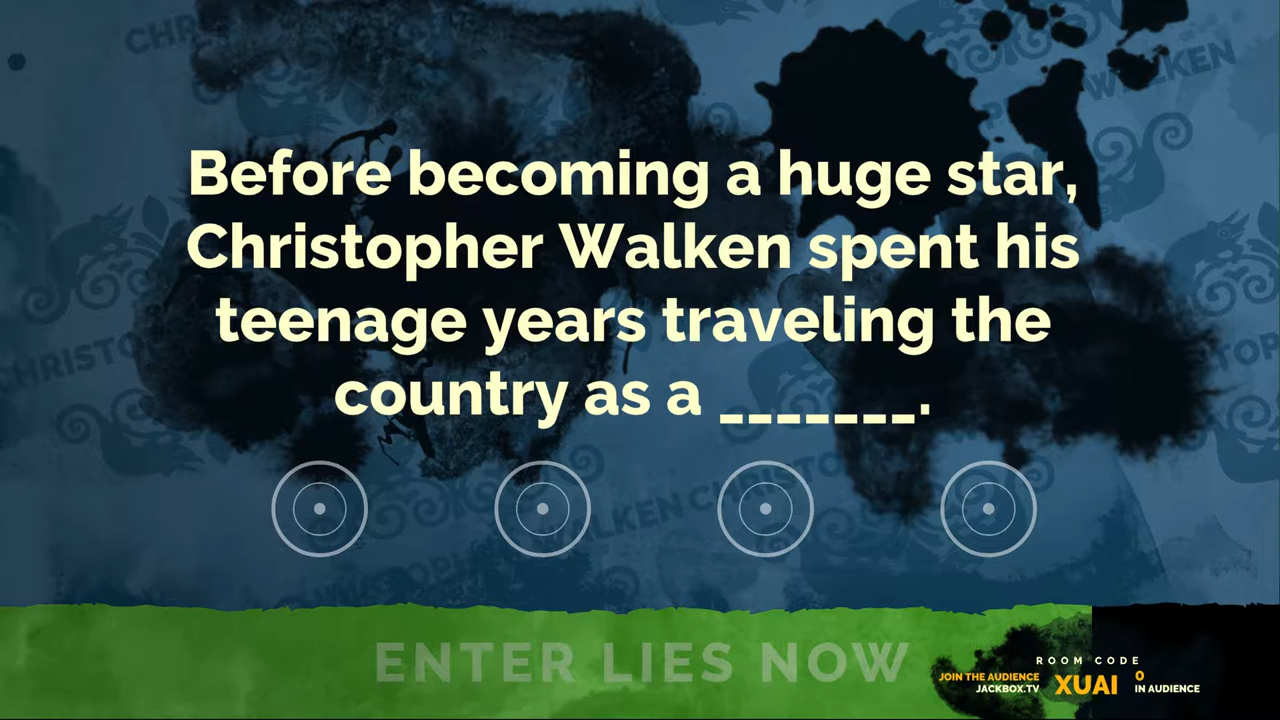 Before becoming a huge star,
Christopher Walken spent his
teenage years traveling the
country as a _______.
ENTER LIES NOW
ROOM CODE
JOIN THE AUDIENCE
JACKBOX.TV
XUAI
0
IN AUDIENCE